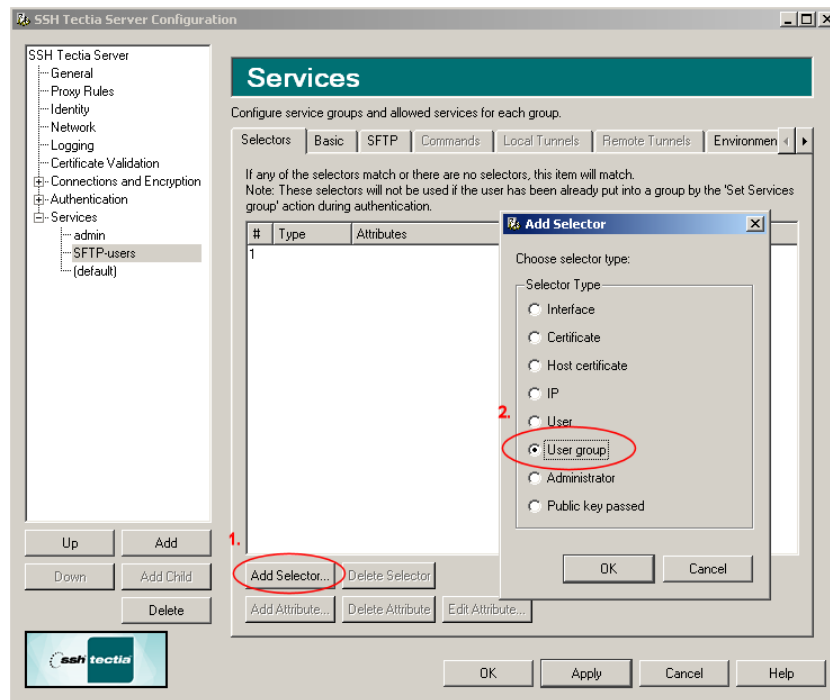 SSH Tectia Server Configuration
SSH Tectia Server
General
Proxy Rules
Identity
Network
Logging
Certificate Validation
Connections and Encryption
Authentication
Services
admin
SFTP-users
(default)
Up Add
Down Add Child
Delete
ssh tectia
Services
Configure service groups and allowed services for each group.
Selectors Basic SFTP Commands Local Tunnels Remote Tunnels Environmen
If any of the selectors match or there are no selectors, this item will match.
Note: These selectors will not be used if the user has been already put into a group by the 'Set Services
group' action during authentication.
# Type Attributes
1
Add Selector
Choose selector type:
Selector Type
Interface
Certificate
Host certificate
IP
2.
User
User group
Administrator
Public key passed
OK Cancel
1.
Add Selector... Delete Selector
Add Attribute... Delete Attribute Edit Attribute...
OK Apply Cancel Help